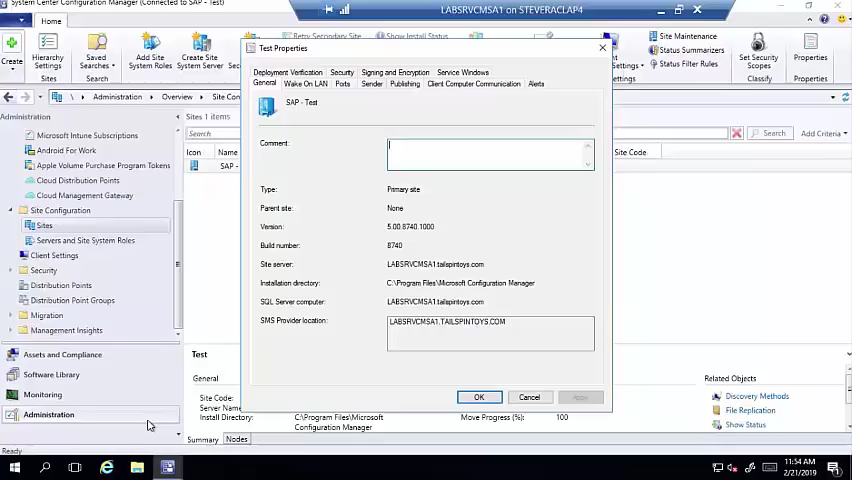 System Center Configuration Manager (Connected to SAP - Test)
LABSRVCMSA1 on STEVERACLAP4
Home
Create
Hierarchy
Settings
Sites
Saved
Searches
Search
Add Site
System Roles
Create Site
System Server
Retry Secondary Site
Show Install Status
Settings
Site Maintenance
Status Summarizers
Status Filter Rules
Set Security
Scopes
Classify
Properties
Properties
Administration
Overview
Site Con
Administration
Microsoft Intune Subscriptions
Android For Work
Apple Volume Purchase Program Tokens
Cloud Distribution Points
Cloud Management Gateway
Site Configuration
Sites
Servers and Site System Roles
Client Settings
Security
Distribution Points
Distribution Point Groups
Migration
Management Insights
Assets and Compliance
Software Library
Monitoring
Administration
Ready
Sites 1 items
Search
Search
Add Criteria
Icon
Name
Site Code
SAP -
Test Properties
Deployment Verification
Security
Signing and Encryption
Service Windows
General
Wake On LAN
Ports
Sender
Publishing
Client Computer Communication
Alerts
SAP - Test
Comment:
Type:
Primary site
Parent site:
None
Version:
5.00.8740.1000
Build number:
8740
Site server:
LABSRVCMSA1.tailspintoys.com
Installation directory:
C:\Program Files\Microsoft Configuration Manager
SQL Server computer:
LABSRVCMSA1.tailspintoys.com
SMS Provider location:
LABSRVCMSA1.TAILSPINTOYS.COM
OK
Cancel
Apply
Test
General
Site Code:
Server Name
Install Directory:
C:\Program Files\Microsoft
Configuration Manager
Move Progress (%):
100
Related Objects
Discovery Methods
File Replication
Show Status
Summary
Nodes
11:54 AM
2/21/2019